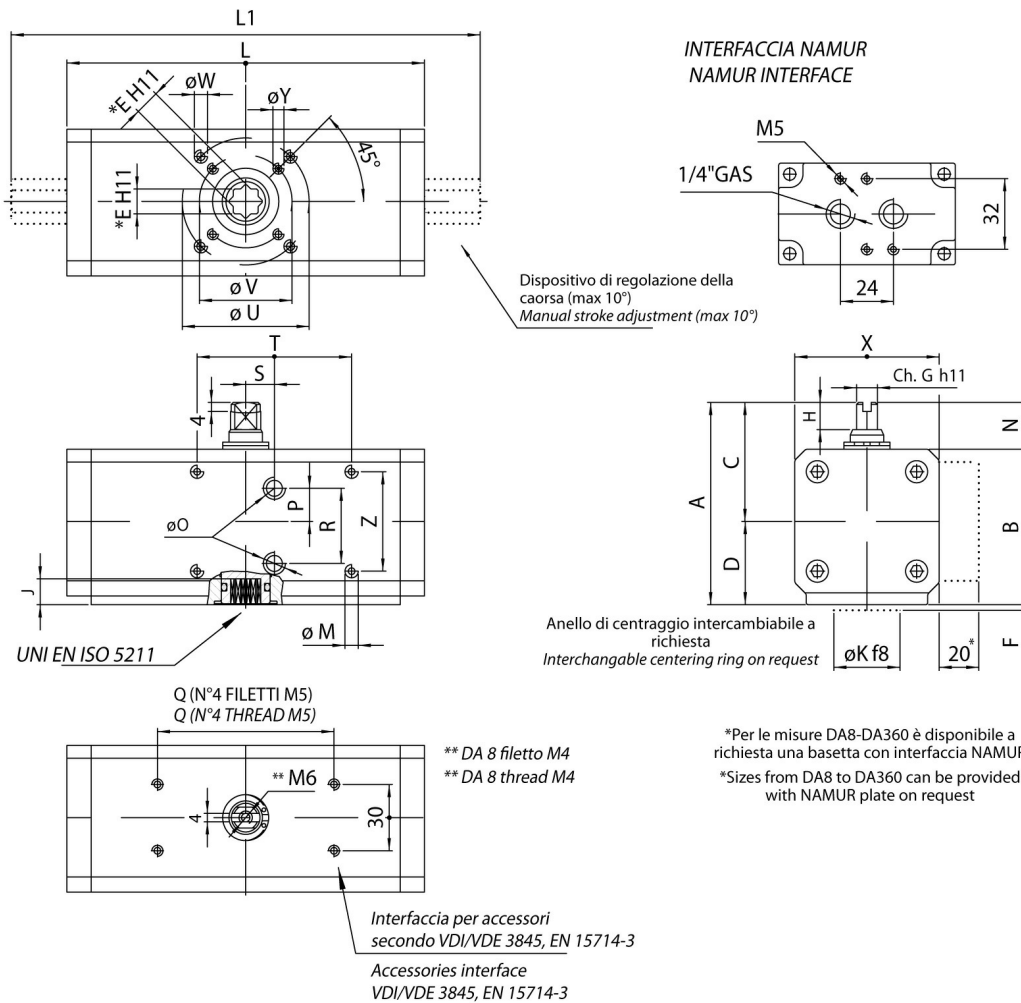 L1
L
øW
*E H11
øY
45°
*E H11
ø V
ø U
INTERFACCIA NAMUR
NAMUR INTERFACE
M5
1/4"GAS
32
24
Dispositivo di regolazione della
caorsa (max 10°)
Manual stroke adjustment (max 10°)
T
S
4
øO
P
R
Z
J
ø M
UNI EN ISO 5211
X
Ch. G h11
H
N
C
A
B
D
F
Anello di centraggio intercambiabile a
richiesta
Interchangable centering ring on request
øK f8
20*
Q (N°4 FILETTI M5)
Q (N°4 THREAD M5)
** DA 8 filetto M4
** DA 8 thread M4
** M6
4
30
*Per le misure DA8-DA360 è disponibile a
richiesta una basetta con interfaccia NAMUR
*Sizes from DA8 to DA360 can be provided
with NAMUR plate on request
Interfaccia per accessori
secondo VDI/VDE 3845, EN 15714-3
Accessories interface
VDI/VDE 3845, EN 15714-3